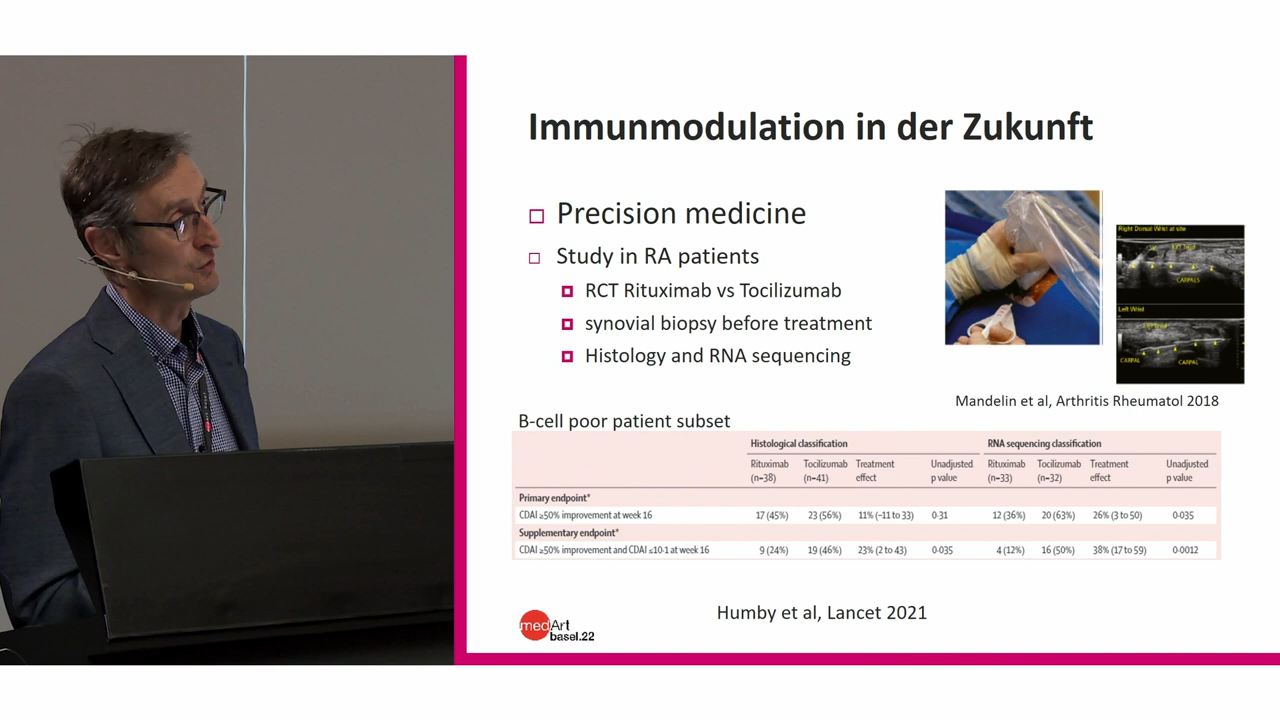 Immunmodulation in der Zukunft
Precision medicine
Study in RA patients
RCT Rituximab vs Tocilizumab
synovial biopsy before treatment
Histology and RNA sequencing
Right Dorsal Wrist at site
CARPALS
Left Wrist
CARPAL
CARPAL
Mandelin et al, Arthritis Rheumatol 2018
B-cell poor patient subset
Histological classification RNA sequencing classification
Rituximab (n=38) Tocilizumab (n=41) Treatment effect Unadjusted p value Rituximab (n=33) Tocilizumab (n=32) Treatment effect Unadjusted p value
Primary endpoint*
CDAI ≥50% improvement at week 16 17 (45%) 23 (56%) 11% (−11 to 33) 0·31 12 (36%) 20 (63%) 26% (3 to 50) 0·035
Supplementary endpoint*
CDAI ≥50% improvement and CDAI ≤10·1 at week 16 9 (24%) 19 (46%) 23% (2 to 43) 0·035 4 (12%) 16 (50%) 38% (17 to 59) 0·0012
Humby et al, Lancet 2021
medArt
basel.22